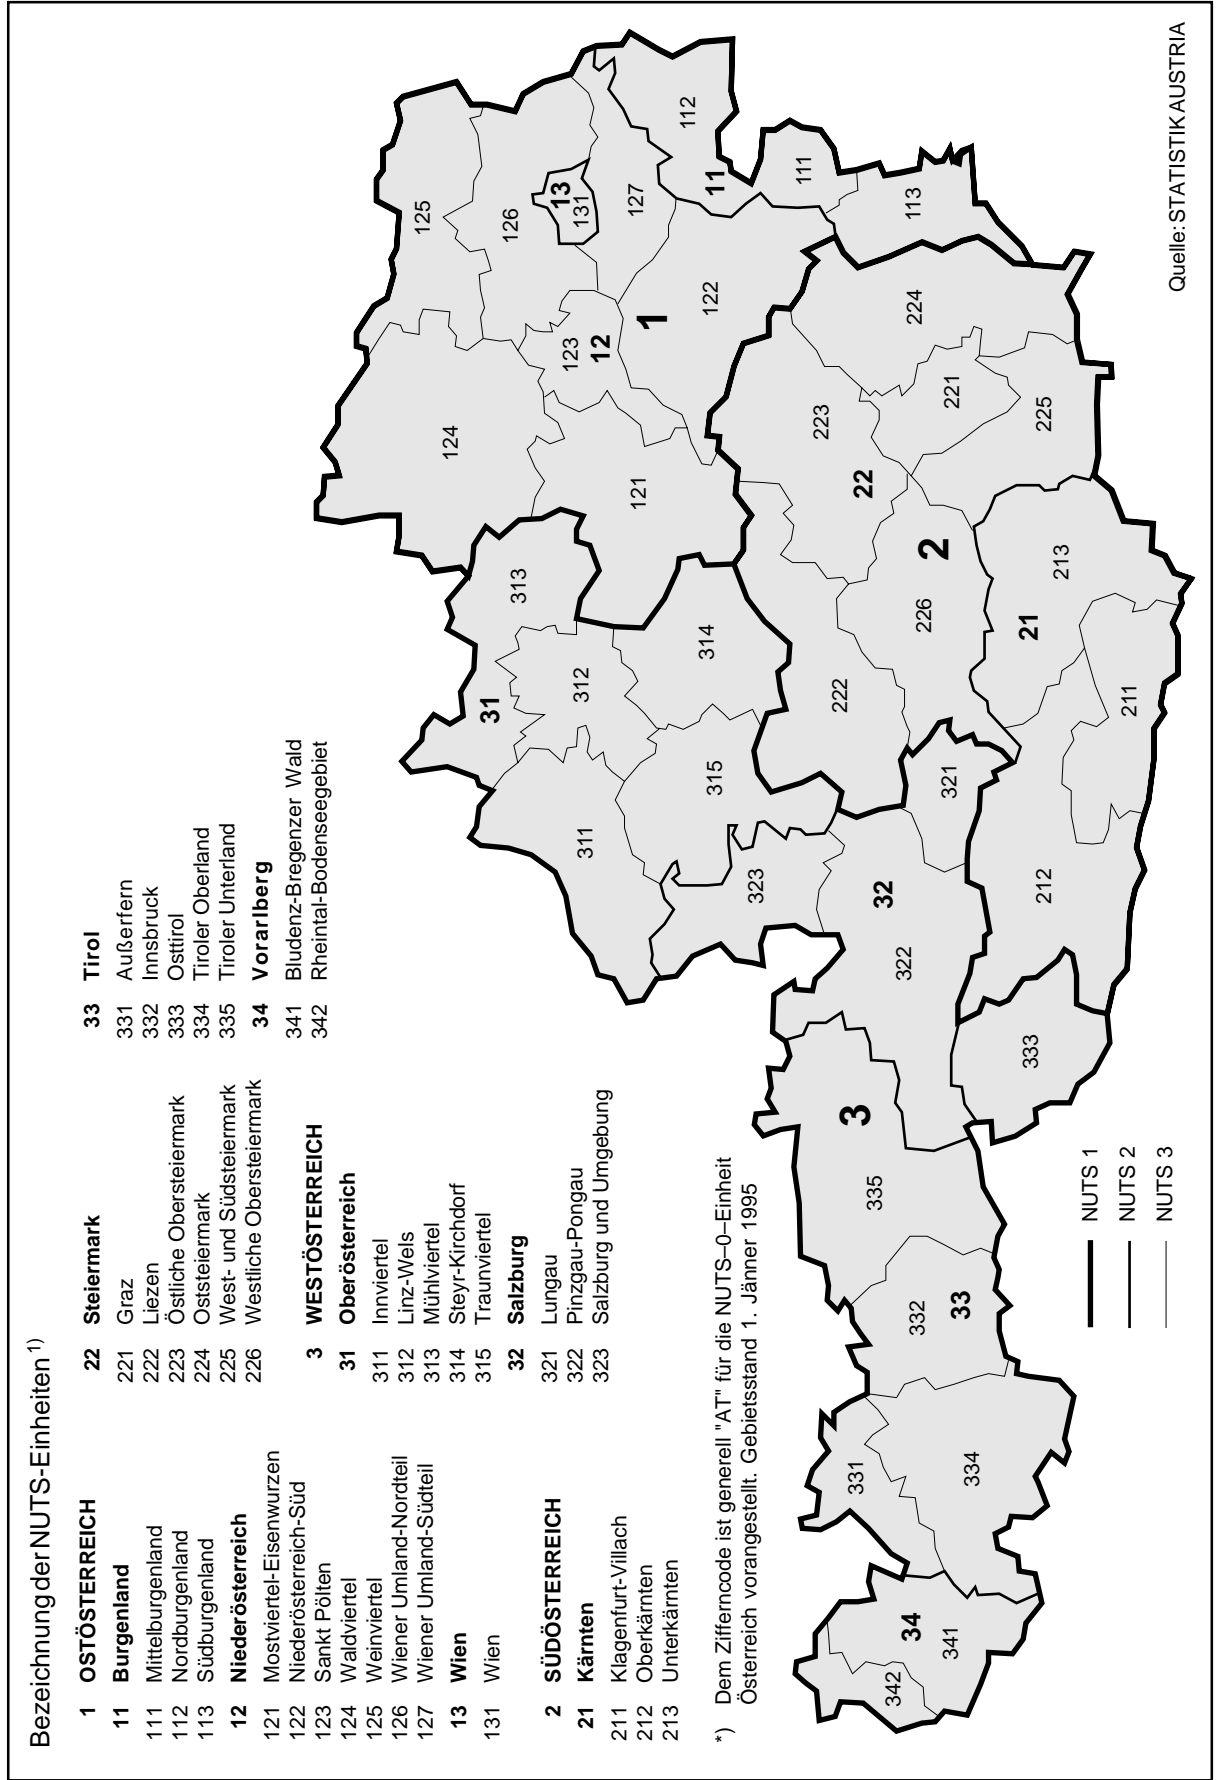 Bezeichnung der NUTS-Einheiten 1)
1 OSTÖSTERREICH
11 Burgenland
111 Mittelburgenland
112 Nordburgenland
113 Südburgenland
12 Niederösterreich
121 Mostviertel-Eisenwurzen
122 Niederösterreich-Süd
123 Sankt Pölten
124 Waldviertel
125 Weinviertel
126 Wiener Umland-Nordteil
127 Wiener Umland-Südteil
13 Wien
131 Wien
2 SÜDÖSTERREICH
21 Kärnten
211 Klagenfurt-Villach
212 Oberkärnten
213 Unterkärnten
22 Steiermark
221 Graz
222 Liezen
223 Östliche Obersteiermark
224 Oststeiermark
225 West- und Südsteiermark
226 Westliche Obersteiermark
3 WESTÖSTERREICH
31 Oberösterreich
311 Innviertel
312 Linz-Wels
313 Mühlviertel
314 Steyr-Kirchdorf
315 Traunviertel
32 Salzburg
321 Lungau
322 Pinzgau-Pongau
323 Salzburg und Umgebung
33 Tirol
331 Außerfern
332 Innsbruck
333 Osttirol
334 Tiroler Oberland
335 Tiroler Unterland
34 Vorarlberg
341 Bludenz-Bregenzer Wald
342 Rheintal-Bodenseegebiet
*) Dem Zifferncode ist generell "AT" für die NUTS–0–Einheit
Österreich vorangestellt. Gebietsstand 1. Jänner 1995
124
125
126
13
131
127
112
11
111
113
123
12
1
122
121
313
31
312
314
311
315
323
222
223
22
224
221
225
2
226
21
213
211
212
321
32
322
333
3
335
332
33
331
334
34
341
342
NUTS 1
NUTS 2
NUTS 3
Quelle: STATISTIK AUSTRIA